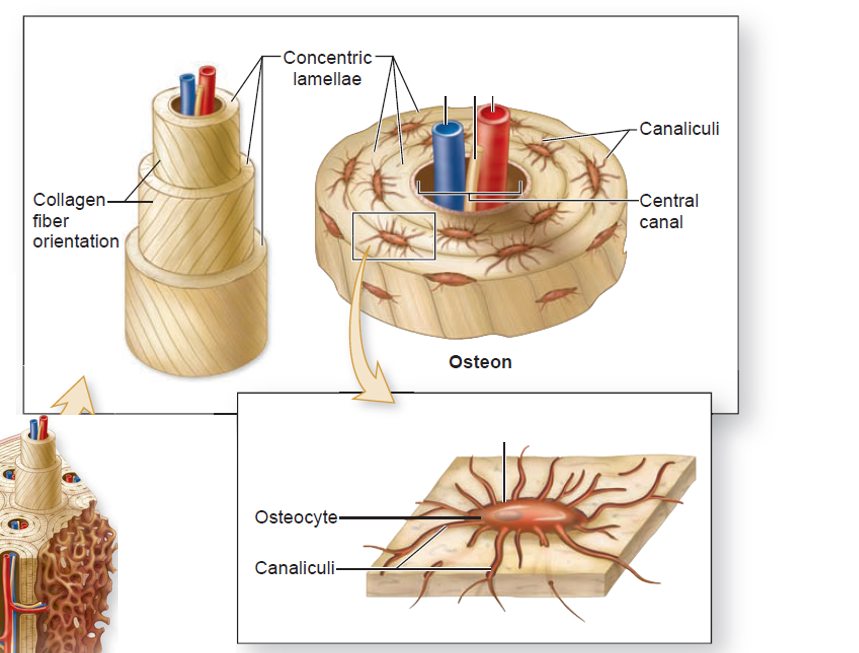 Concentric
lamellae
Canaliculi
Collagen
fiber
orientation
Central
canal
Osteon
Osteocyte
Canaliculi